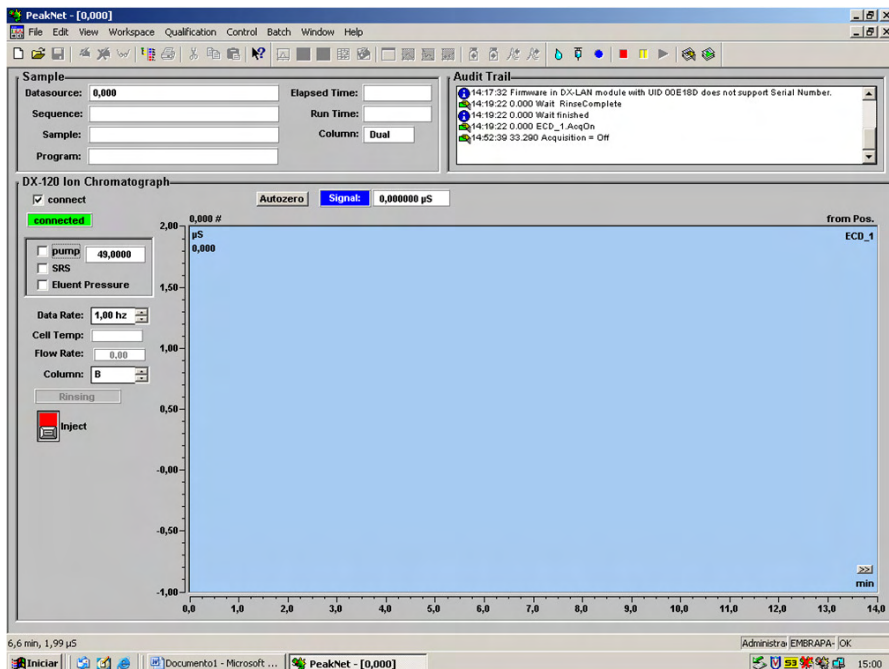 PeakNet - [0,000]
File Edit View Workspace Qualification Control Batch Window Help
Sample
Datasource: 0,000
Elapsed Time:
Sequence:
Run Time:
Sample:
Column: Dual
Program:
Audit Trail
14:17:32 Firmware in DX-LAN module with UID 00E18D does not support Serial Number.
14:19:22 0.000 Wait RinseComplete
14:19:22 0.000 Wait finished
14:19:22 0.000 ECD_1.AcqOn
14:52:39 33.290 Acquisition = Off
DX-120 Ion Chromatograph
connect
Autozero Signal: 0,000000 µS
connected
pump 49,0000
SRS
Eluent Pressure
Data Rate: 1,00 hz
Cell Temp:
Flow Rate: 0,00
Column: B
Rinsing
Inject
0,000 # from Pos.
µS ECD_1
0,000
2,00
1,50
1,00
0,50
-0,00
-0,50
-1,00
>>
min
0,0 1,0 2,0 3,0 4,0 5,0 6,0 7,0 8,0 9,0 10,0 11,0 12,0 13,0 14,0
6,6 min, 1,99 µS Administra EMBRAPA- OK
Iniciar Documento1 - Microsoft ... PeakNet - [0,000] 53 15:00